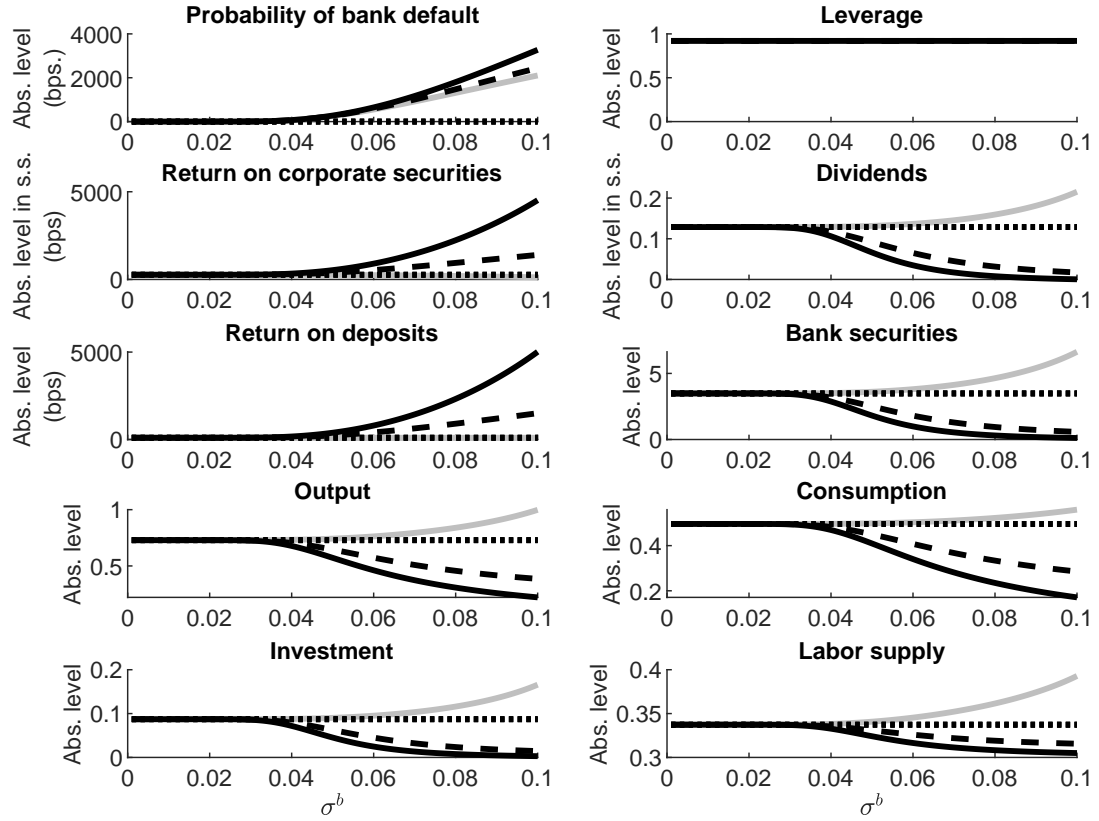 Probability of bank default
Abs. level
(bps.)
4000
2000
0
0 0.02 0.04 0.06 0.08 0.1
Leverage
Abs. level
1
0.5
0
0 0.02 0.04 0.06 0.08 0.1
Return on corporate securities
Abs. level in s.s.
(bps)
5000
0
0 0.02 0.04 0.06 0.08 0.1
Dividends
Abs. level in s.s.
0.2
0.1
0
0 0.02 0.04 0.06 0.08 0.1
Return on deposits
Abs. level
(bps)
5000
0
0 0.02 0.04 0.06 0.08 0.1
Bank securities
Abs. level
5
0
0 0.02 0.04 0.06 0.08 0.1
Output
Abs. level
1
0.5
0 0.02 0.04 0.06 0.08 0.1
Consumption
Abs. level
0.4
0.2
0 0.02 0.04 0.06 0.08 0.1
Investment
Abs. level
0.2
0.1
0
0 0.02 0.04 0.06 0.08 0.1
σᵇ
Labor supply
Abs. level
0.4
0.35
0.3
0 0.02 0.04 0.06 0.08 0.1
σᵇ